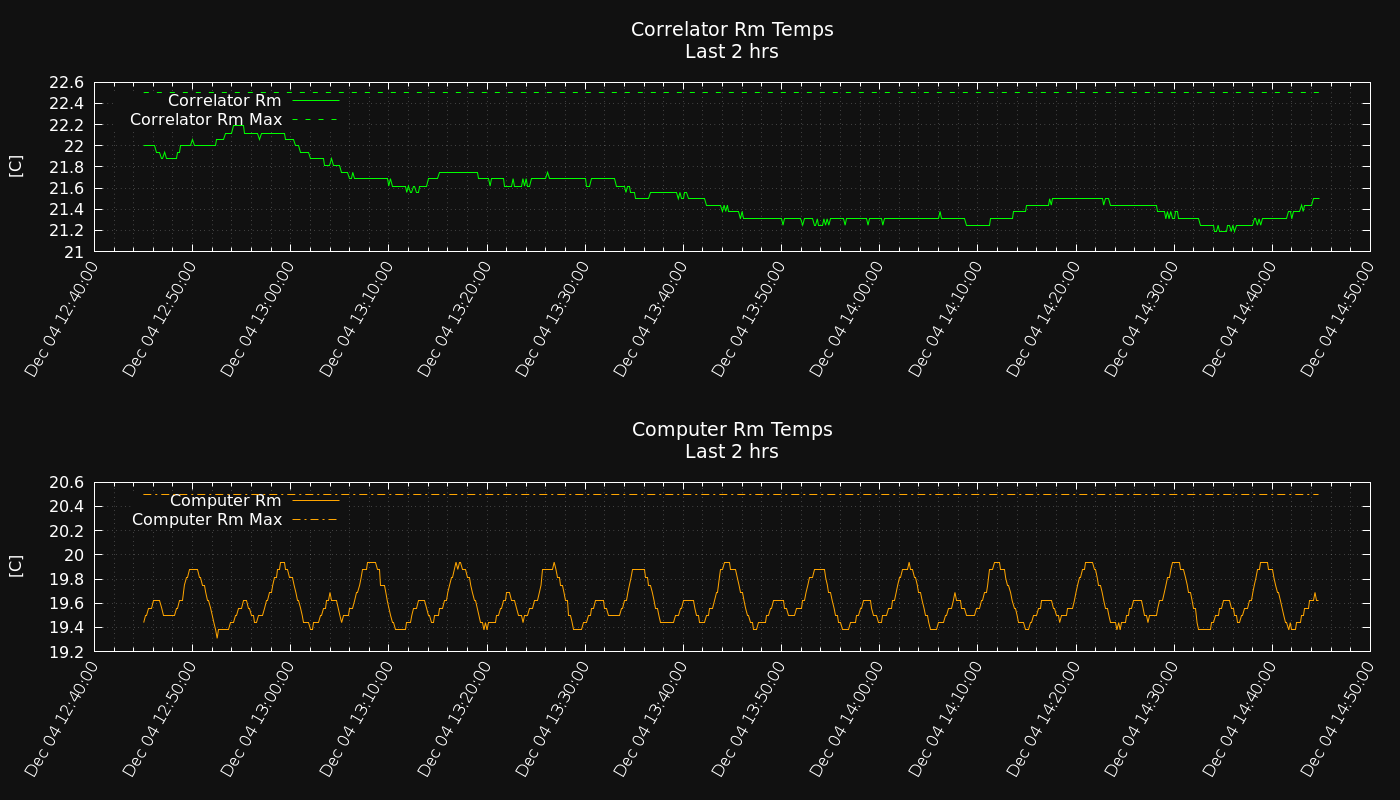 Correlator Rm Temps
Last 2 hrs
[C]
22.6
22.4
22.2
22
21.8
21.6
21.4
21.2
21
Correlator Rm
Correlator Rm Max
Dec 04 12:40:00
Dec 04 12:50:00
Dec 04 13:00:00
Dec 04 13:10:00
Dec 04 13:20:00
Dec 04 13:30:00
Dec 04 13:40:00
Dec 04 13:50:00
Dec 04 14:00:00
Dec 04 14:10:00
Dec 04 14:20:00
Dec 04 14:30:00
Dec 04 14:40:00
Dec 04 14:50:00
Computer Rm Temps
Last 2 hrs
[C]
20.6
20.4
20.2
20
19.8
19.6
19.4
19.2
Computer Rm
Computer Rm Max
Dec 04 12:40:00
Dec 04 12:50:00
Dec 04 13:00:00
Dec 04 13:10:00
Dec 04 13:20:00
Dec 04 13:30:00
Dec 04 13:40:00
Dec 04 13:50:00
Dec 04 14:00:00
Dec 04 14:10:00
Dec 04 14:20:00
Dec 04 14:30:00
Dec 04 14:40:00
Dec 04 14:50:00